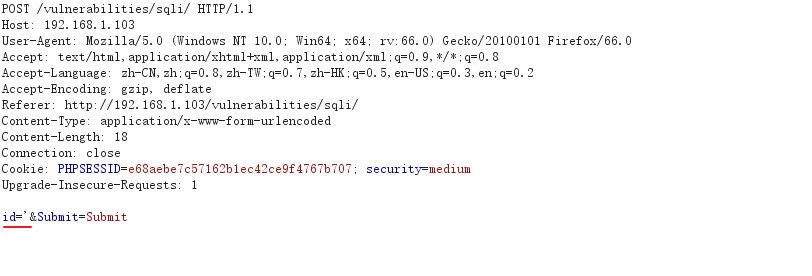 POST /vulnerabilities/sqli/ HTTP/1.1
Host: 192.168.1.103
User-Agent: Mozilla/5.0 (Windows NT 10.0; Win64; x64; rv:66.0) Gecko/20100101 Firefox/66.0
Accept: text/html,application/xhtml+xml,application/xml;q=0.9,*/*;q=0.8
Accept-Language: zh-CN,zh;q=0.8,zh-TW;q=0.7,zh-HK;q=0.5,en-US;q=0.3,en;q=0.2
Accept-Encoding: gzip, deflate
Referer: http://192.168.1.103/vulnerabilities/sqli/
Content-Type: application/x-www-form-urlencoded
Content-Length: 18
Connection: close
Cookie: PHPSESSID=e68aebe7c57162b1ec42ce9f4767b707; security=medium
Upgrade-Insecure-Requests: 1
id='&Submit=Submit